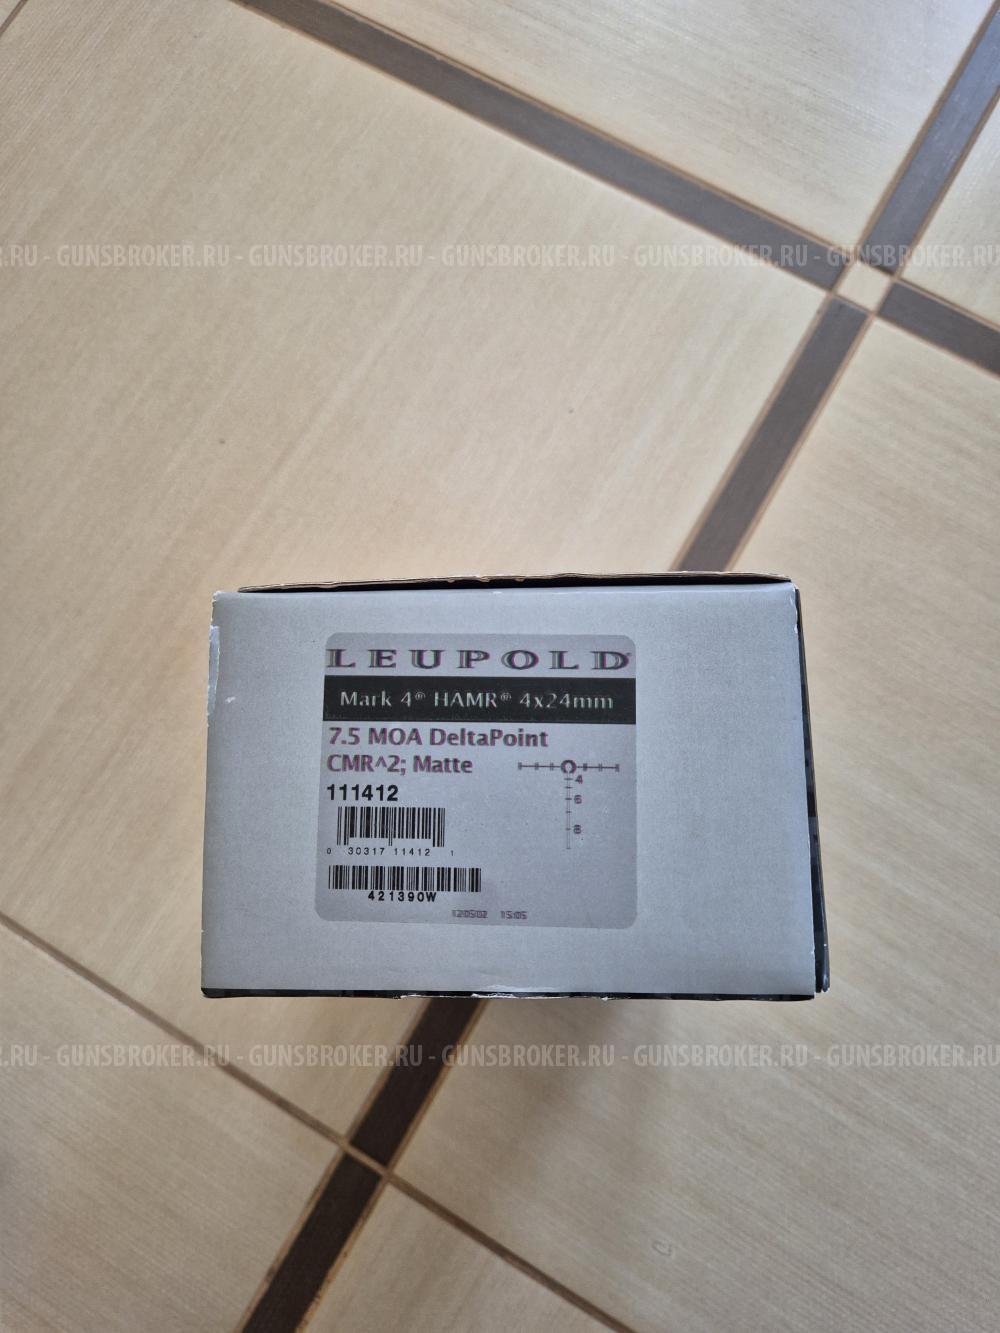 .RU - GUNSBROKER.RU - GUNSBROKER.RU - GUNSBROKER.RU - GUNSBROKER.RU - GUNSBROKER.RU
LEUPOLD
Mark 4® HAMR® 4x24mm
7.5 MOA DeltaPoint
CMR^2; Matte
111412
4
6
8
0 30317 11412 1
421390W
120502 15:05
.RU - GUNSBROKER.RU - GUNSBROKER.RU - GUNSBROKER.RU - GUNSBROKER.RU - GUNSBROKER.RU